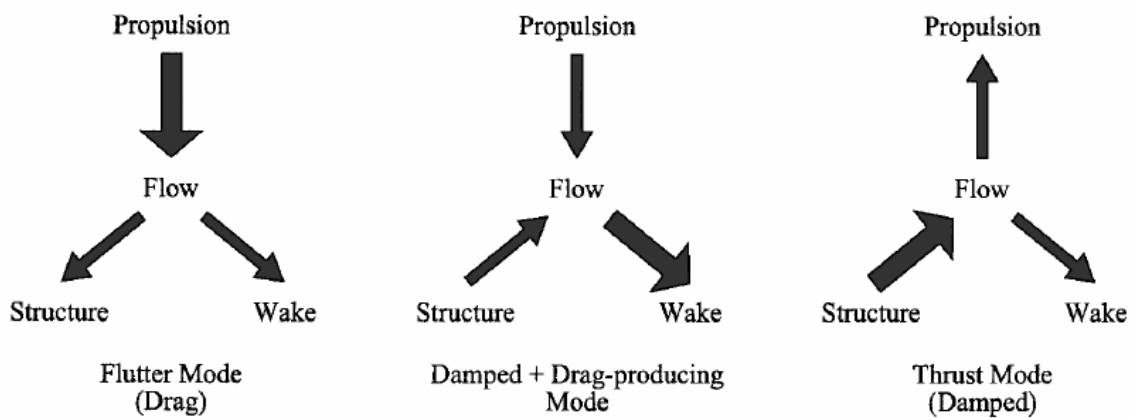 Propulsion
Propulsion
Propulsion
Flow
Flow
Flow
Structure
Wake
Structure
Wake
Structure
Wake
Flutter Mode
(Drag)
Damped + Drag-producing
Mode
Thrust Mode
(Damped)